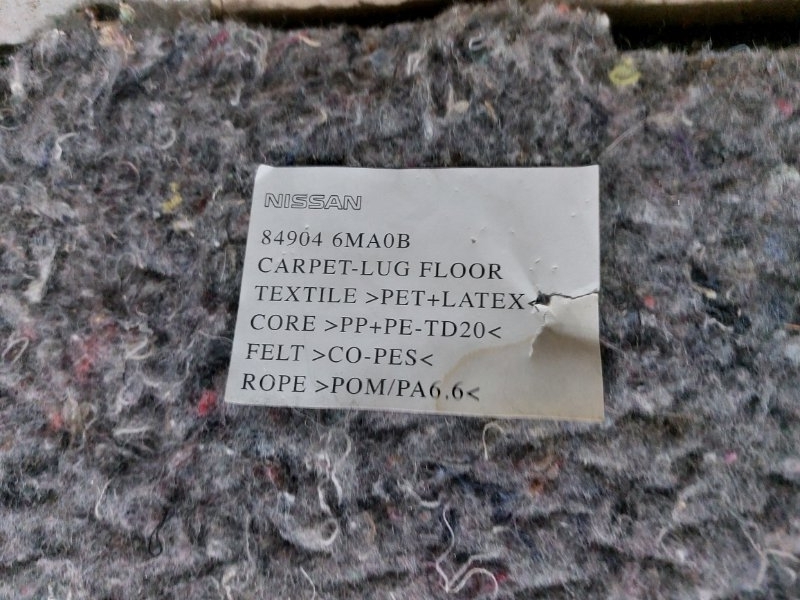 NISSAN
84904 6MA0B
CARPET-LUG FLOOR
TEXTILE >PET+LATEX<
CORE >PP+PE-TD20<
FELT >CO-PES<
ROPE >POM/PA6.6<